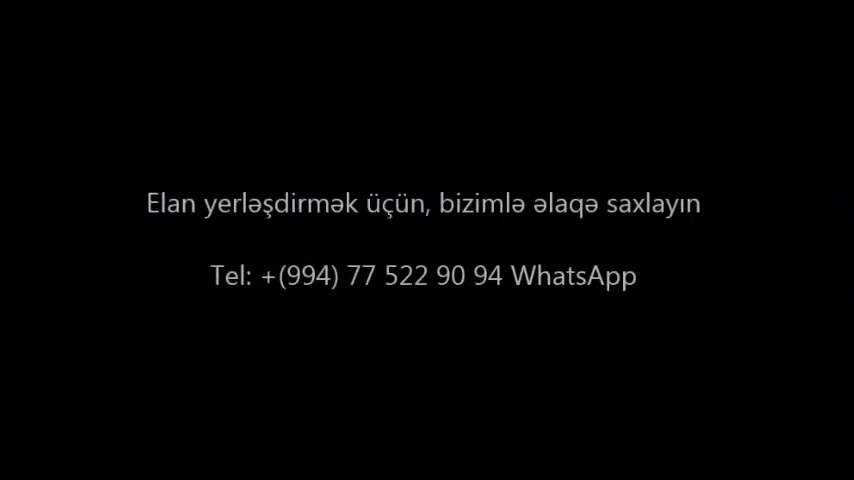 Elan yerləşdirmək üçün, bizimlə əlaqə saxlayın
Tel: +(994) 77 522 90 94 WhatsApp